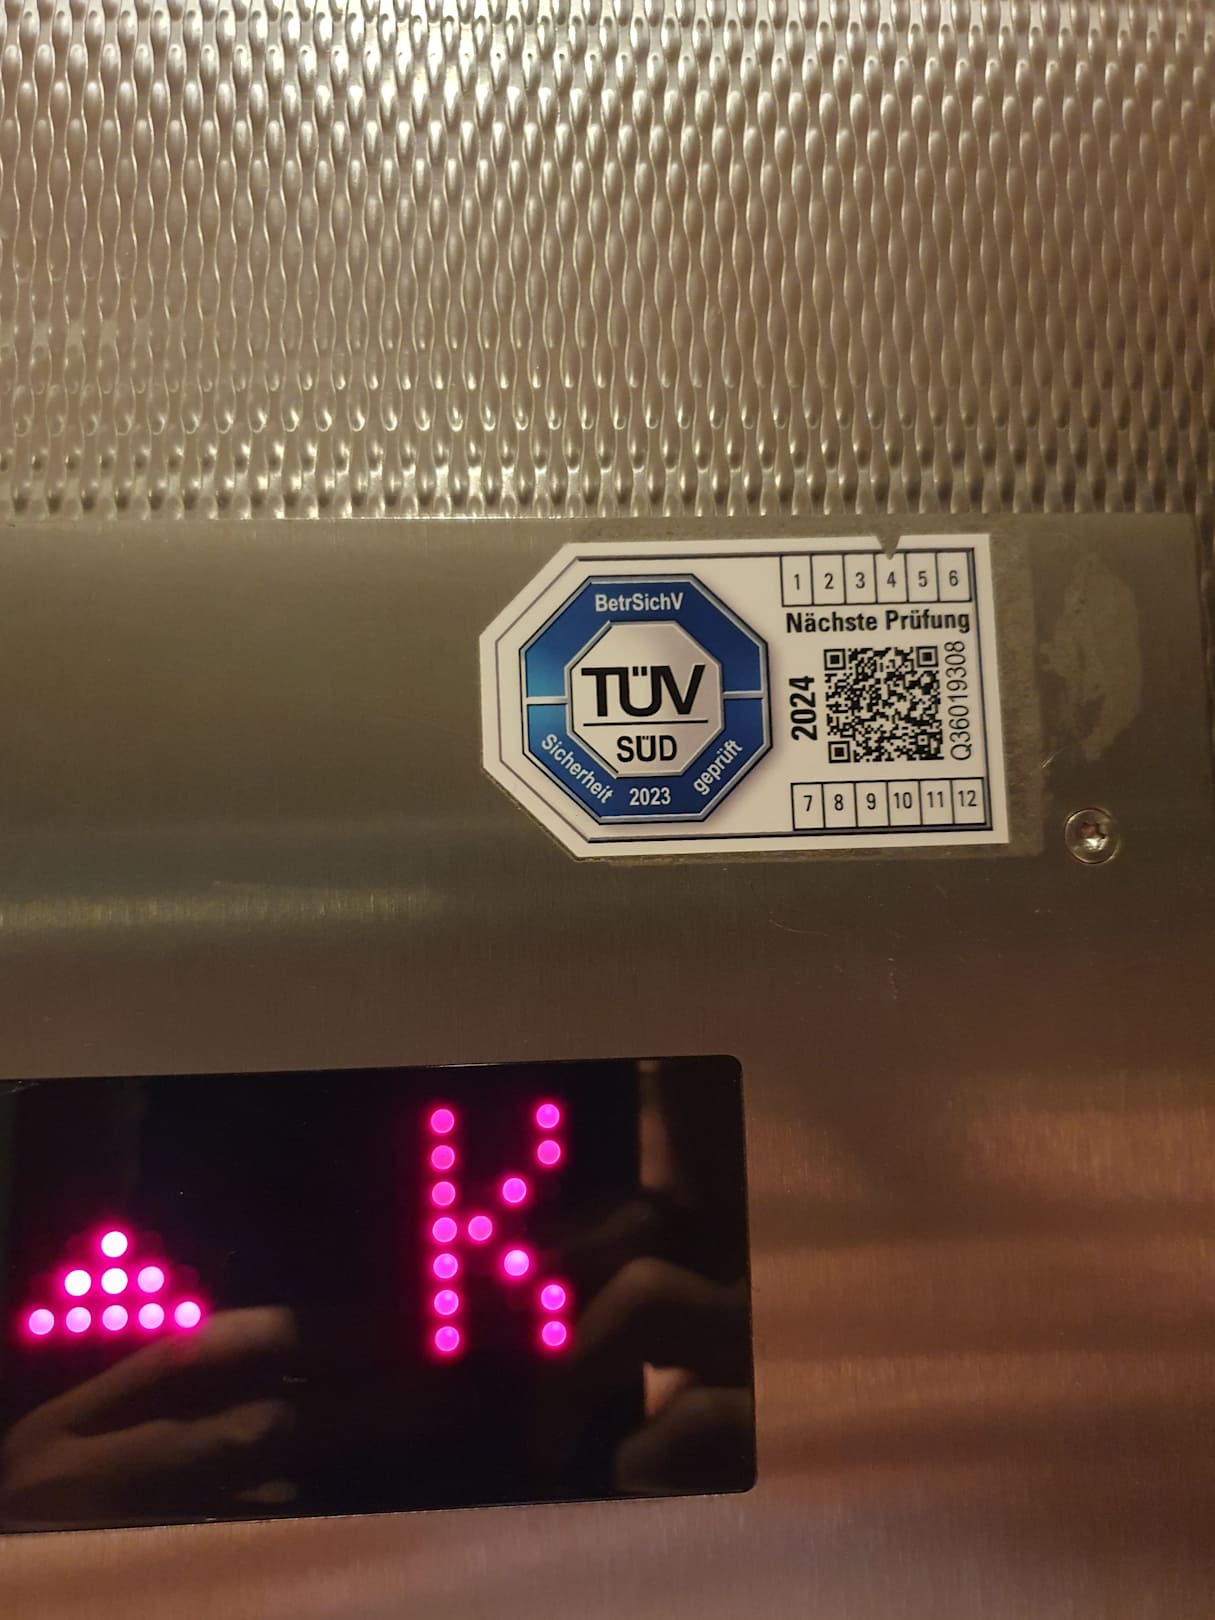 BetrSichV
TÜV
SÜD
Sicherheit
2023
geprüft
1 2 3 4 5 6
Nächste Prüfung
2024
Q36019308
7 8 9 10 11 12
K